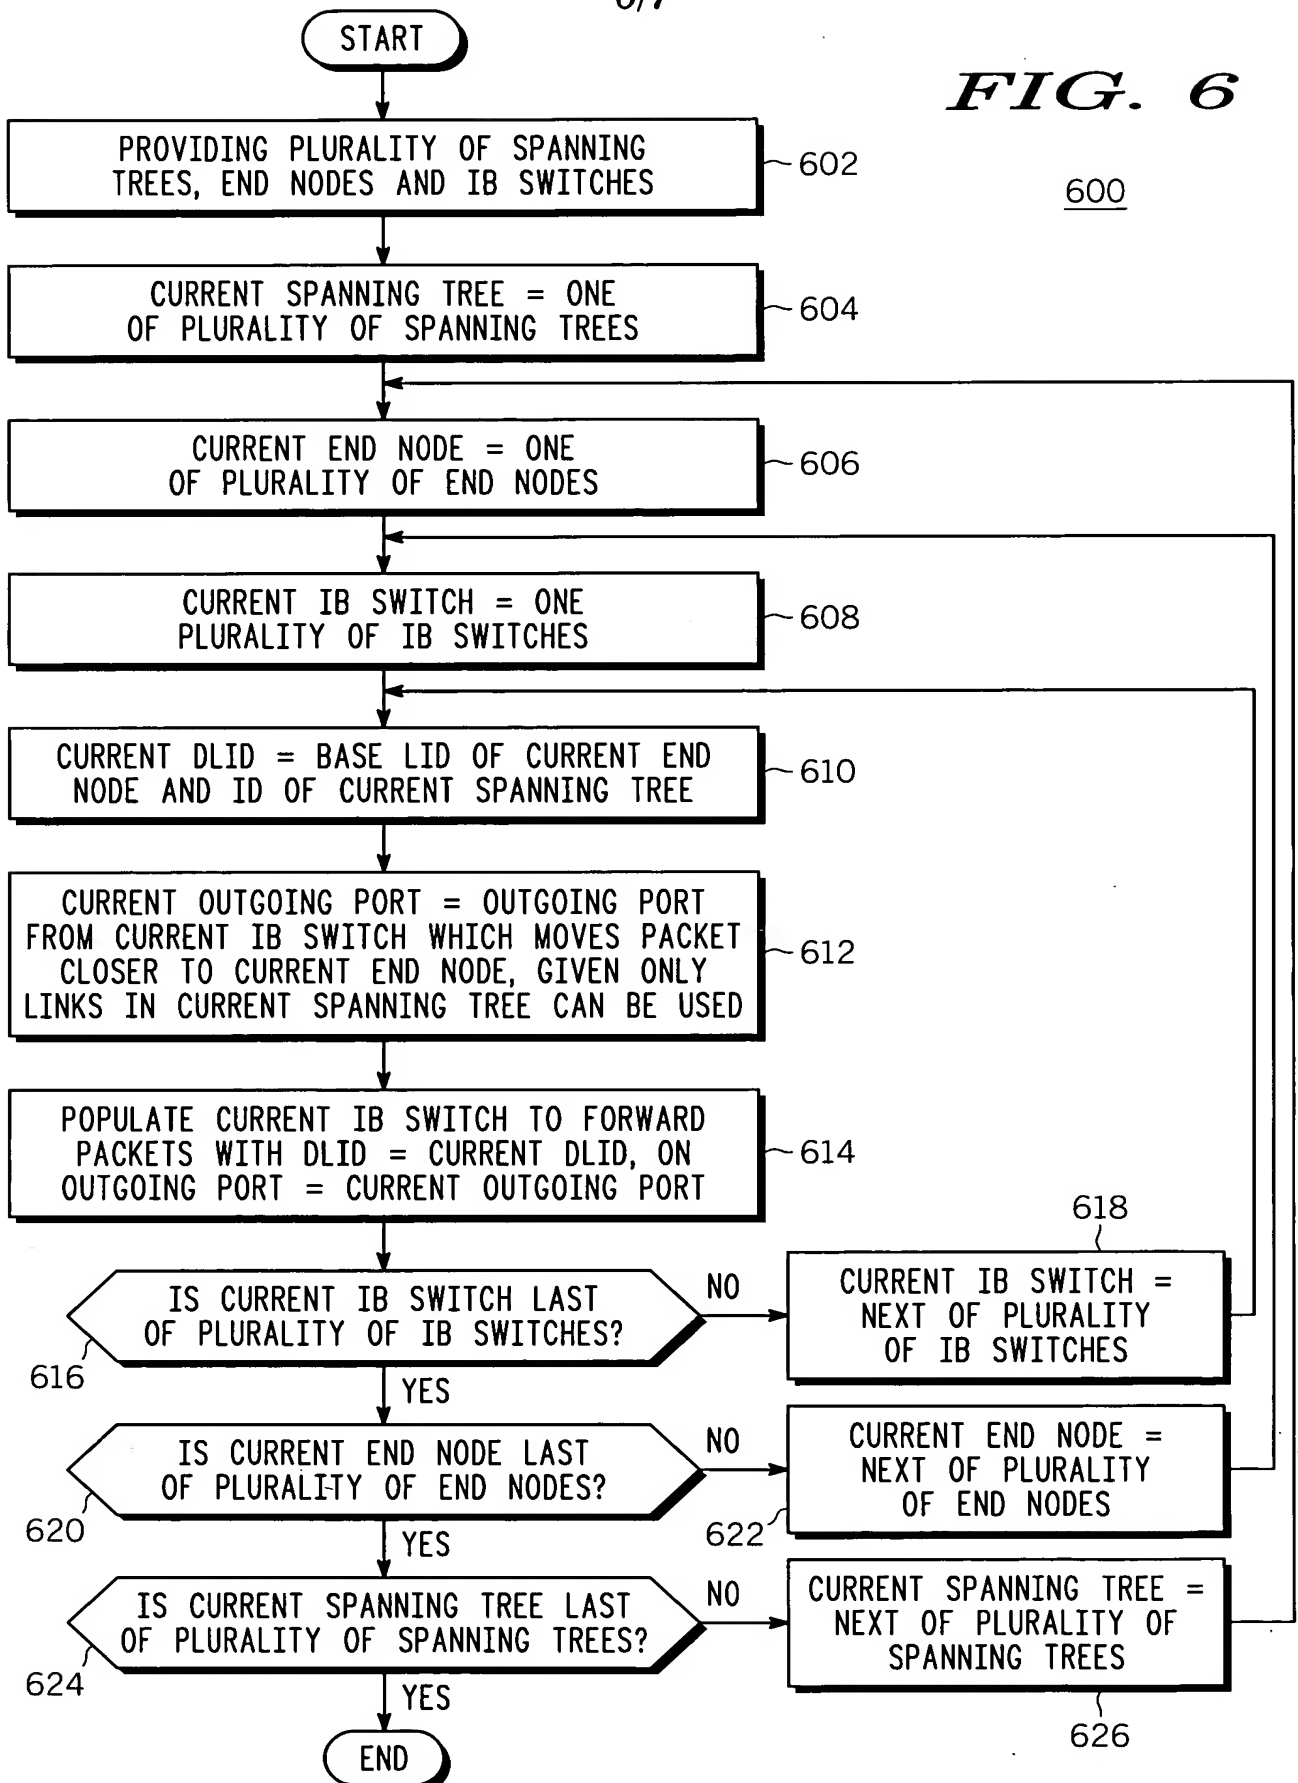 6/7
START
FIG. 6
600
PROVIDING PLURALITY OF SPANNING
TREES, END NODES AND IB SWITCHES
602
CURRENT SPANNING TREE = ONE
OF PLURALITY OF SPANNING TREES
604
CURRENT END NODE = ONE
OF PLURALITY OF END NODES
606
CURRENT IB SWITCH = ONE
PLURALITY OF IB SWITCHES
608
CURRENT DLID = BASE LID OF CURRENT END
NODE AND ID OF CURRENT SPANNING TREE
610
CURRENT OUTGOING PORT = OUTGOING PORT
FROM CURRENT IB SWITCH WHICH MOVES PACKET
CLOSER TO CURRENT END NODE, GIVEN ONLY
LINKS IN CURRENT SPANNING TREE CAN BE USED
612
POPULATE CURRENT IB SWITCH TO FORWARD
PACKETS WITH DLID = CURRENT DLID, ON
OUTGOING PORT = CURRENT OUTGOING PORT
614
IS CURRENT IB SWITCH LAST
OF PLURALITY OF IB SWITCHES?
616
NO
YES
618
CURRENT IB SWITCH =
NEXT OF PLURALITY
OF IB SWITCHES
IS CURRENT END NODE LAST
OF PLURALITY OF END NODES?
620
NO
YES
CURRENT END NODE =
NEXT OF PLURALITY
OF END NODES
622
IS CURRENT SPANNING TREE LAST
OF PLURALITY OF SPANNING TREES?
624
NO
YES
CURRENT SPANNING TREE =
NEXT OF PLURALITY OF
SPANNING TREES
626
END